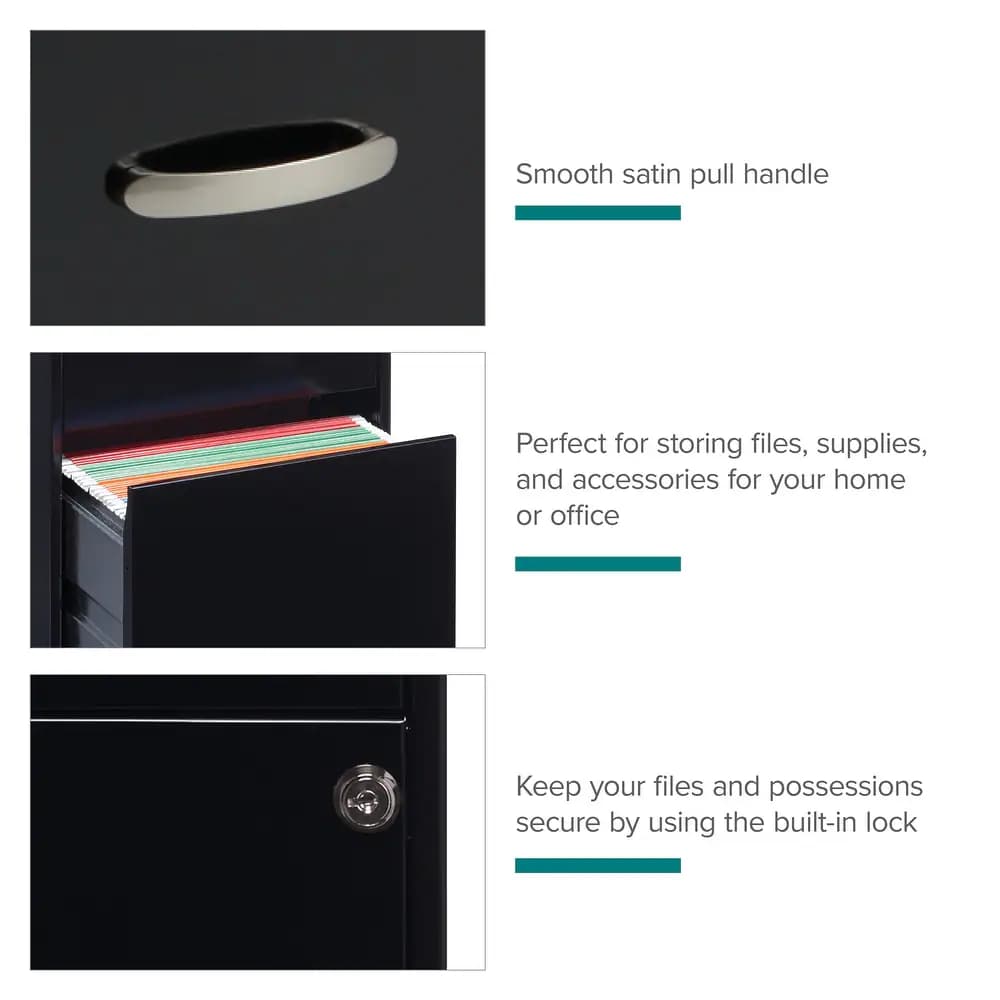 Smooth satin pull handle
Perfect for storing files, supplies,
and accessories for your home
or office
Keep your files and possessions
secure by using the built-in lock